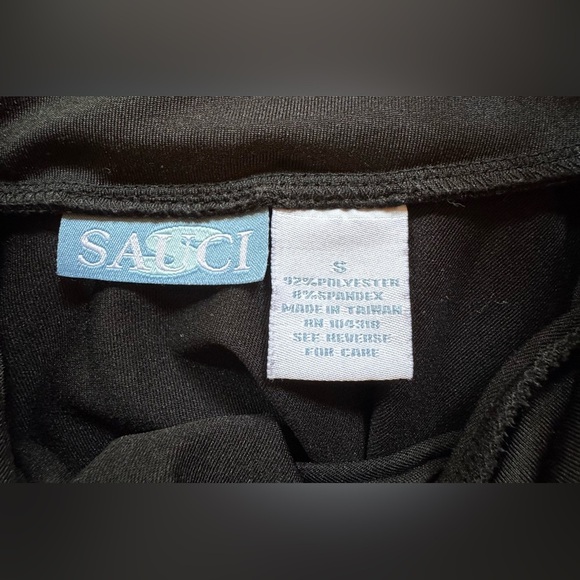 SAUCI
S
92%POLYESTER
8%SPANDEX
MADE IN TAIWAN
RN 104318
SEE REVERSE
FOR CARE